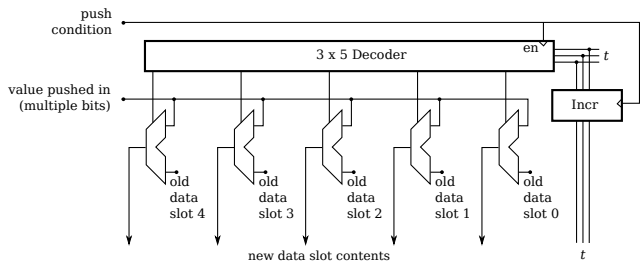 push
condition
en
3 x 5 Decoder
t
value pushed in
(multiple bits)
Incr
old
data
slot 4
old
data
slot 3
old
data
slot 2
old
data
slot 1
old
data
slot 0
new data slot contents
t